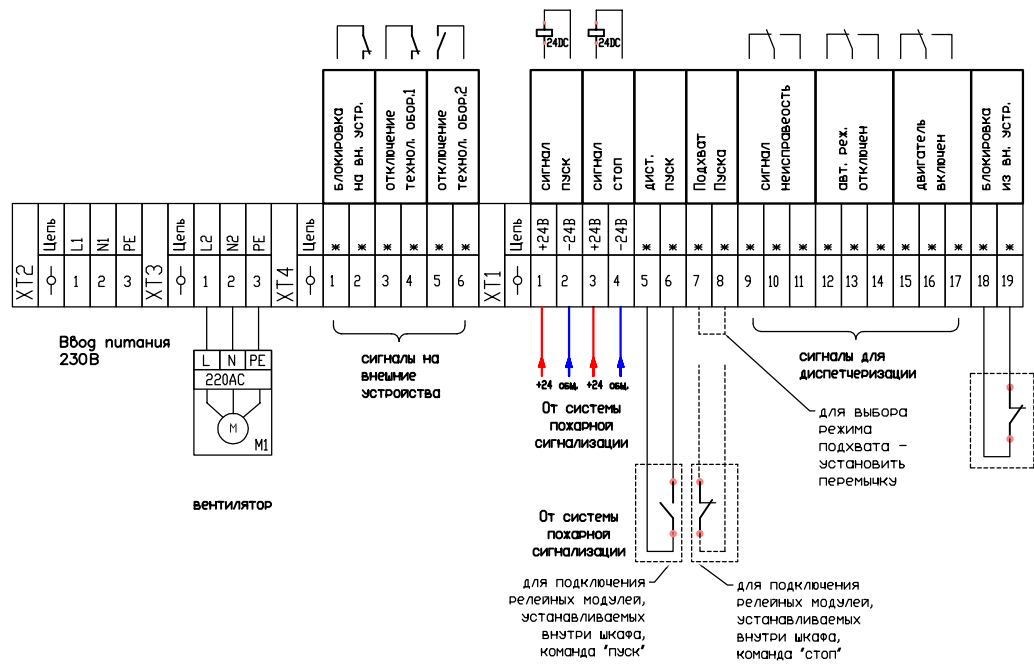 24DC
24DC
БЛОКИРОВКА
НА ВН. УСТР.
ОТКЛЮЧЕНИЕ
ТЕХНОЛ. ОБОР.1
ОТКЛЮЧЕНИЕ
ТЕХНОЛ. ОБОР.2
СИГНАЛ
ПУСК
СИГНАЛ
СТОП
ДИСТ.
ПУСК
Подхват
Пуска
СИГНАЛ
НЕИСПРАВЕОСТЬ
АВТ. РЕЖ.
ОТКЛЮЧЕН
ДВИГАТЕЛЬ
ВКЛЮЧЕН
БЛОКИРОВКА
ИЗ ВН. УСТР.
XT2 Цепь L1 N1 PE
1 2 3
XT3 Цепь L2 N2 PE
1 2 3
XT4 Цепь * * * * * *
1 2 3 4 5 6
XT1 Цепь +24В -24В +24В -24В * * * * * * * * * * * * * * *
1 2 3 4 5 6 7 8 9 10 11 12 13 14 15 16 17 18 19
Ввод питания
230В
L N PE
220AC
M
M1
ВЕНТИЛЯТОР
СИГНАЛЫ НА
ВНЕШНИЕ
УСТРОЙСТВА
+24 ОБЩ. +24 ОБЩ.
От системы
ПОЖАРНОЙ
СИГНАЛИЗАЦИИ
СИГНАЛЫ ДЛЯ
ДИСПЕТЧЕРИЗАЦИИ
ДЛЯ ВЫБОРА
РЕЖИМА
ПОДХВАТА –
УСТАНОВИТЬ
ПЕРЕМЫЧКУ
От системы
ПОЖАРНОЙ
СИГНАЛИЗАЦИИ
ДЛЯ ПОДКЛЮЧЕНИЯ
РЕЛЕЙНЫХ МОДУЛЕЙ,
УСТАНАВЛИВАЕМЫХ
ВНУТРИ ШКАФА,
КОМАНДА "ПУСК"
ДЛЯ ПОДКЛЮЧЕНИЯ
РЕЛЕЙНЫХ МОДУЛЕЙ,
УСТАНАВЛИВАЕМЫХ
ВНУТРИ ШКАФА,
КОМАНДА "СТОП"